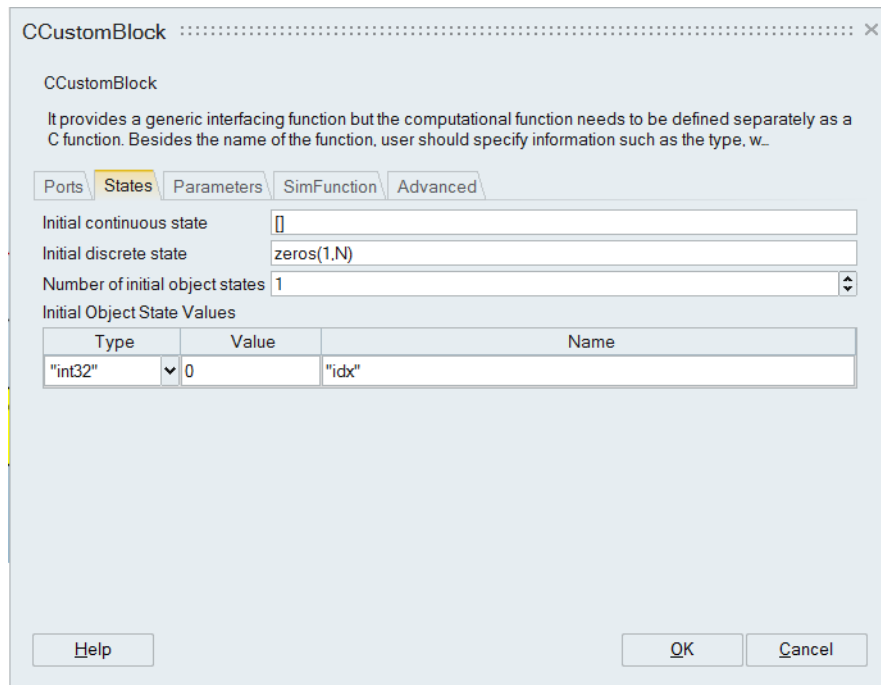 CCustomBlock
CCustomBlock
It provides a generic interfacing function but the computational function needs to be defined separately as a
C function. Besides the name of the function, user should specify information such as the type, w...
Ports States Parameters SimFunction Advanced
Initial continuous state []
Initial discrete state zeros(1,N)
Number of initial object states 1
Initial Object State Values
Type Value Name
"int32" 0 "idx"
Help OK Cancel